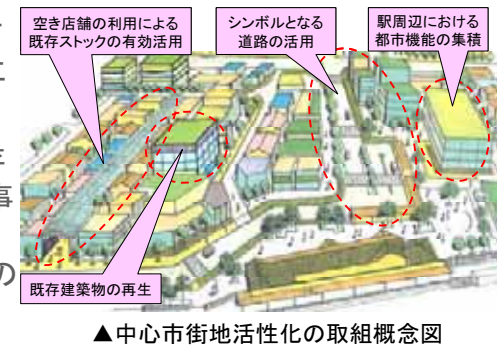 空き店舗の利用による
既存ストックの有効活用
シンボルとなる
道路の活用
駅周辺における
都市機能の集積
事
の
既存建築物の再生
▲中心市街地活性化の取組概念図